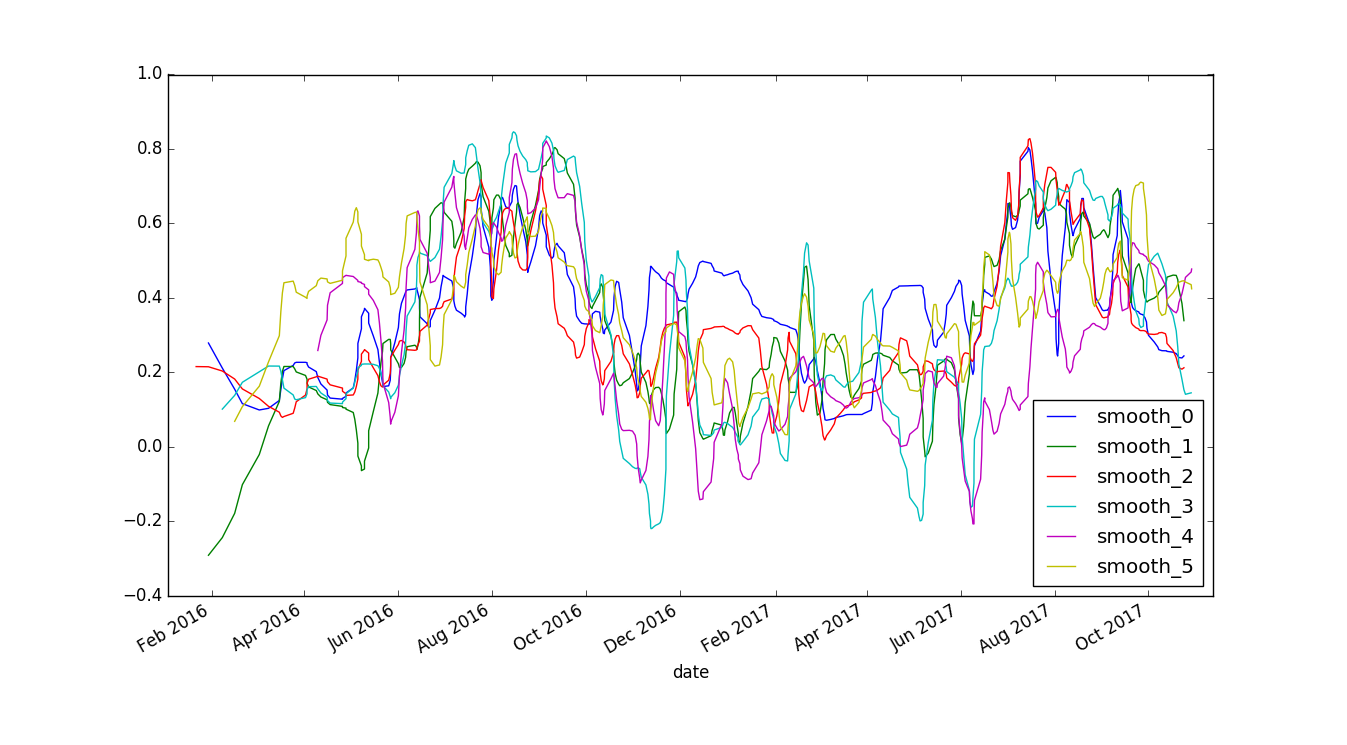 1.0
0.8
0.6
0.4
0.2
0.0
−0.2
−0.4
Feb 2016
Apr 2016
Jun 2016
Aug 2016
Oct 2016
Dec 2016
Feb 2017
Apr 2017
Jun 2017
Aug 2017
Oct 2017
date
smooth_0
smooth_1
smooth_2
smooth_3
smooth_4
smooth_5